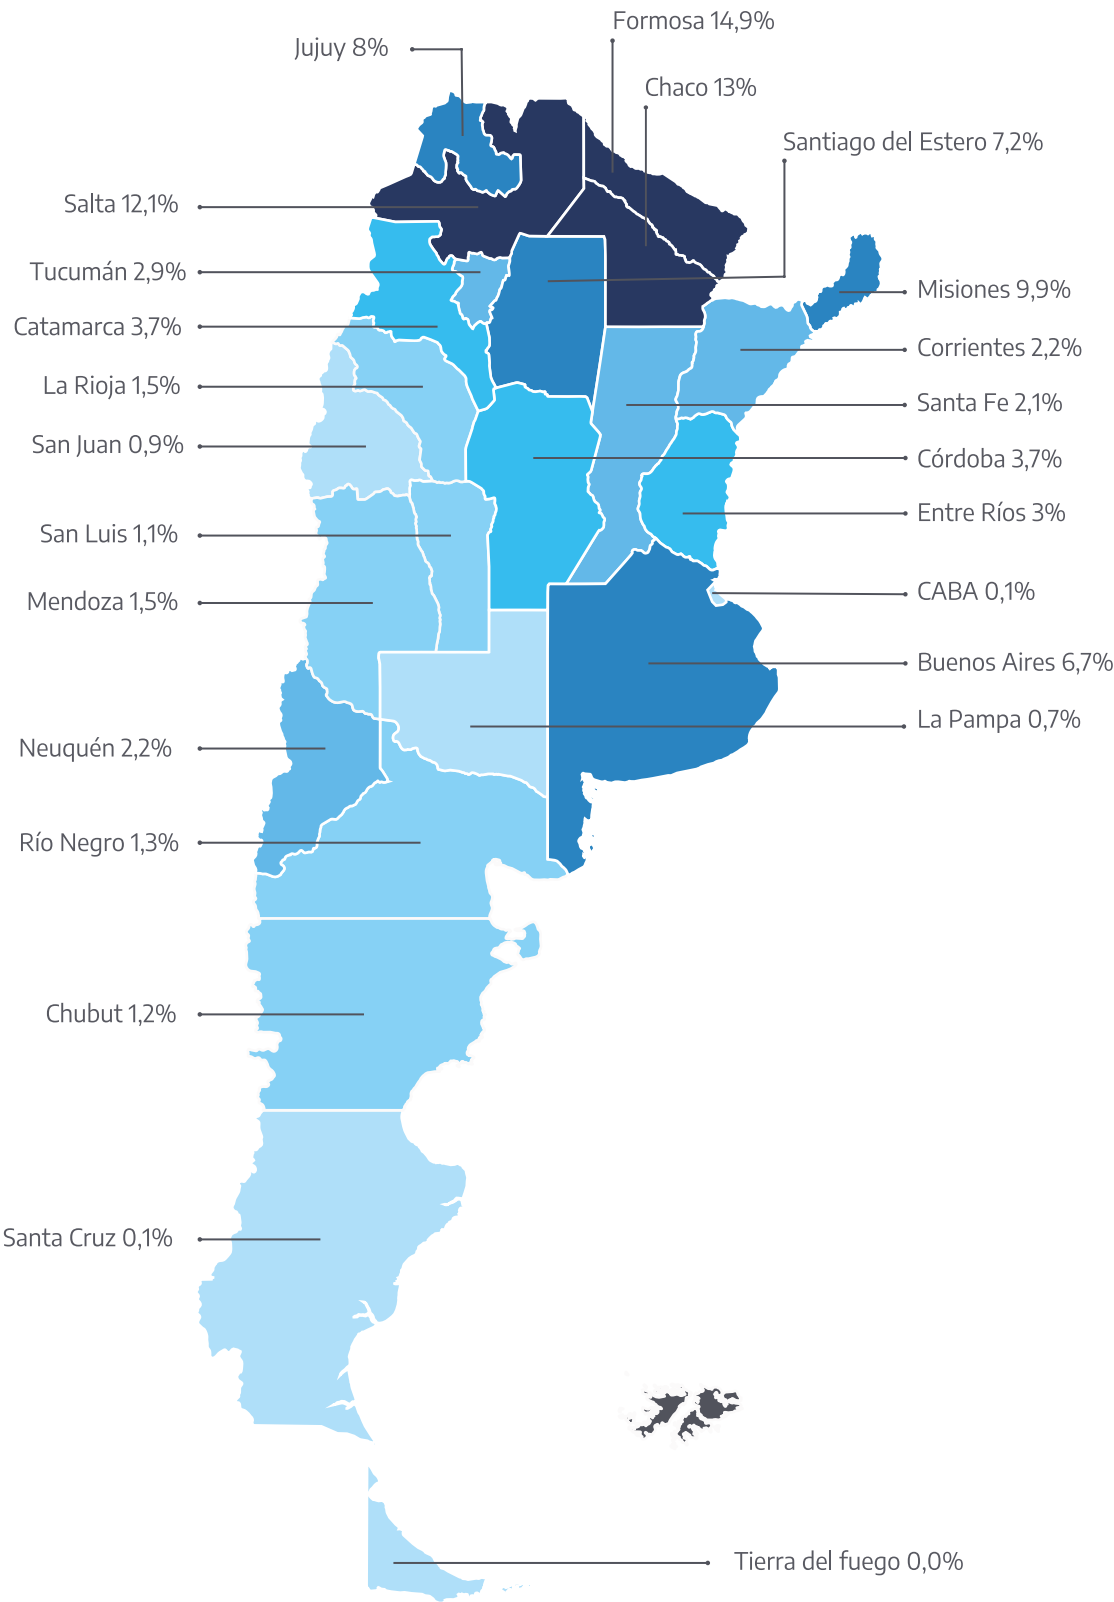 Formosa 14,9%
Jujuy 8%
Chaco 13%
Santiago del Estero 7,2%
Salta 12,1%
Tucumán 2,9%
Misiones 9,9%
Catamarca 3,7%
Corrientes 2,2%
La Rioja 1,5%
Santa Fe 2,1%
San Juan 0,9%
Córdoba 3,7%
Entre Ríos 3%
San Luis 1,1%
CABA 0,1%
Mendoza 1,5%
Buenos Aires 6,7%
La Pampa 0,7%
Neuquén 2,2%
Río Negro 1,3%
Chubut 1,2%
Santa Cruz 0,1%
Tierra del fuego 0,0%